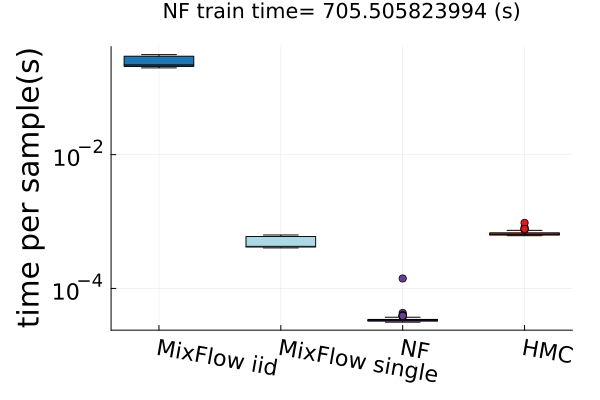 NF train time= 705.505823994 (s)
time per sample(s)
10⁻²
10⁻⁴
MixFlow iid
MixFlow single
NF
HMC